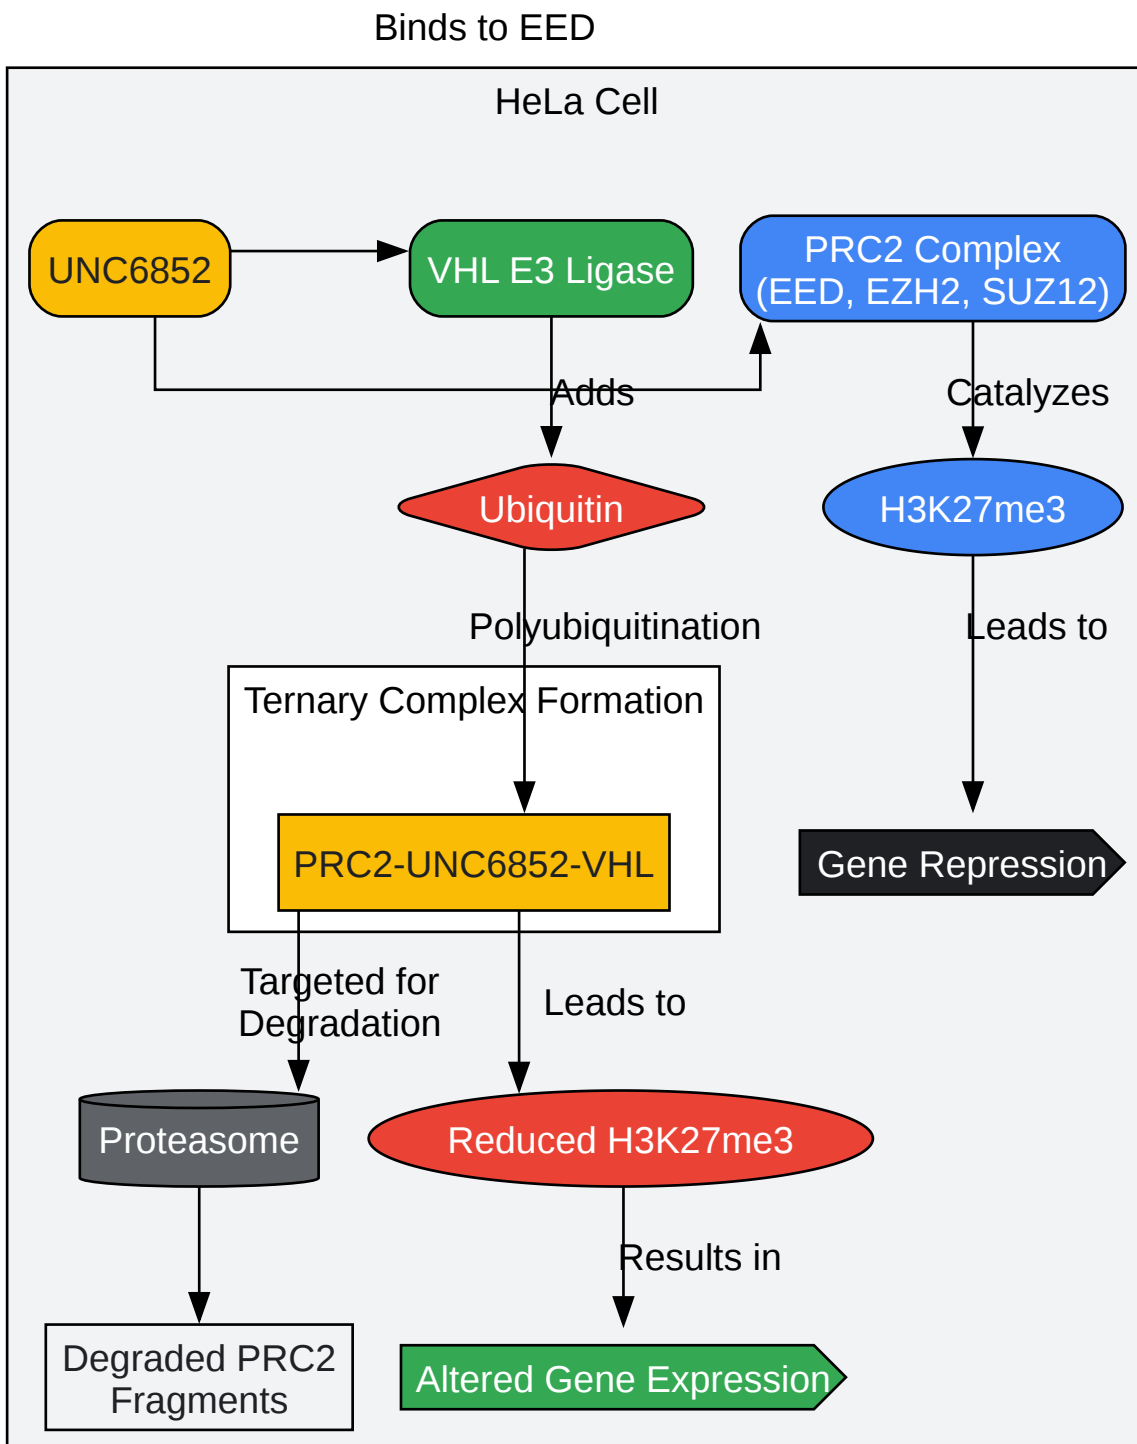 Binds to EED
HeLa Cell
UNC6852
VHL E3 Ligase
PRC2 Complex
(EED, EZH2, SUZ12)
Adds
Catalyzes
Ubiquitin
H3K27me3
Polyubiquitination
Leads to
Ternary Complex Formation
PRC2-UNC6852-VHL
Gene Repression
Targeted for
Degradation
Leads to
Proteasome
Reduced H3K27me3
Results in
Degraded PRC2
Fragments
Altered Gene Expression